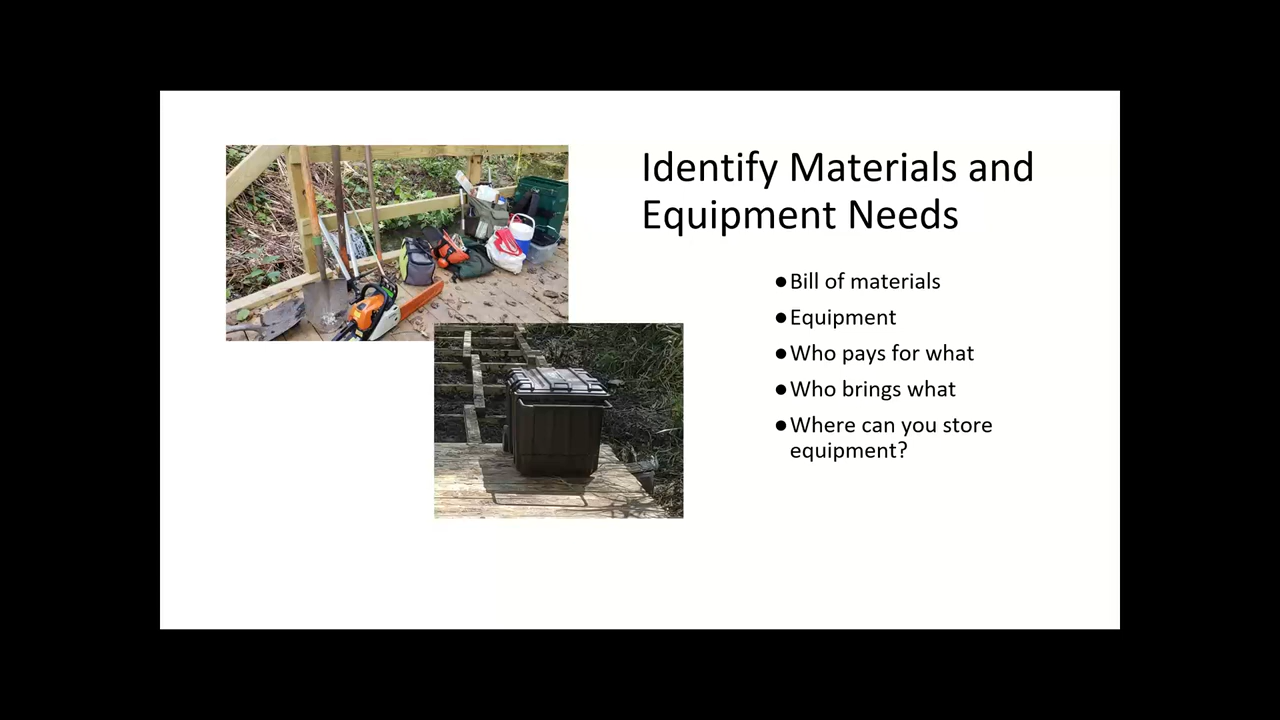 Identify Materials and
Equipment Needs
●Bill of materials
●Equipment
●Who pays for what
●Who brings what
●Where can you store
equipment?